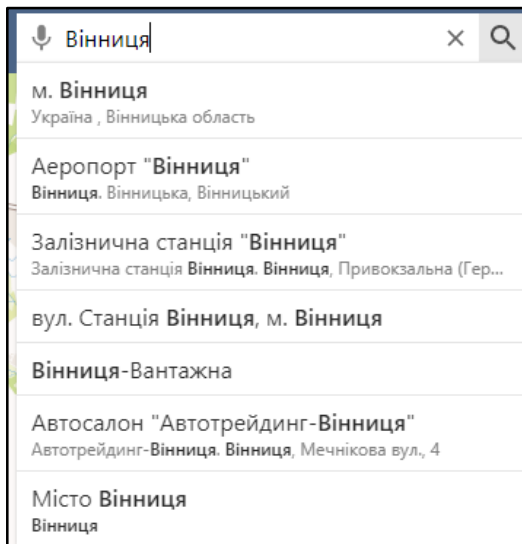 Вінниця
м. Вінниця
Україна , Вінницька область
Аеропорт "Вінниця"
Вінниця. Вінницька, Вінницький
Залізнична станція "Вінниця"
Залізнична станція Вінниця. Вінниця, Привокзальна (Гер...
вул. Станція Вінниця, м. Вінниця
Вінниця-Вантажна
Автосалон "Автотрейдинг-Вінниця"
Автотрейдинг-Вінниця. Вінниця, Мечнікова вул., 4
Місто Вінниця
Вінниця